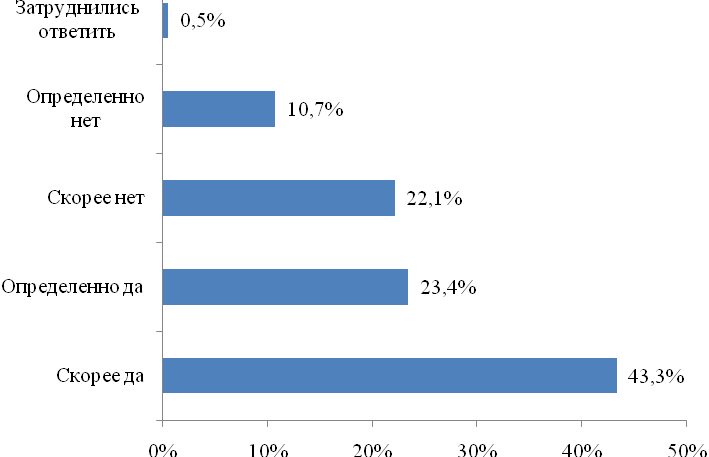 Затруднились
ответить
0,5%
Определенно
нет
10,7%
Скорее нет
22,1%
Определенно да
23,4%
Скорее да
43,3%
0% 10% 20% 30% 40% 50%